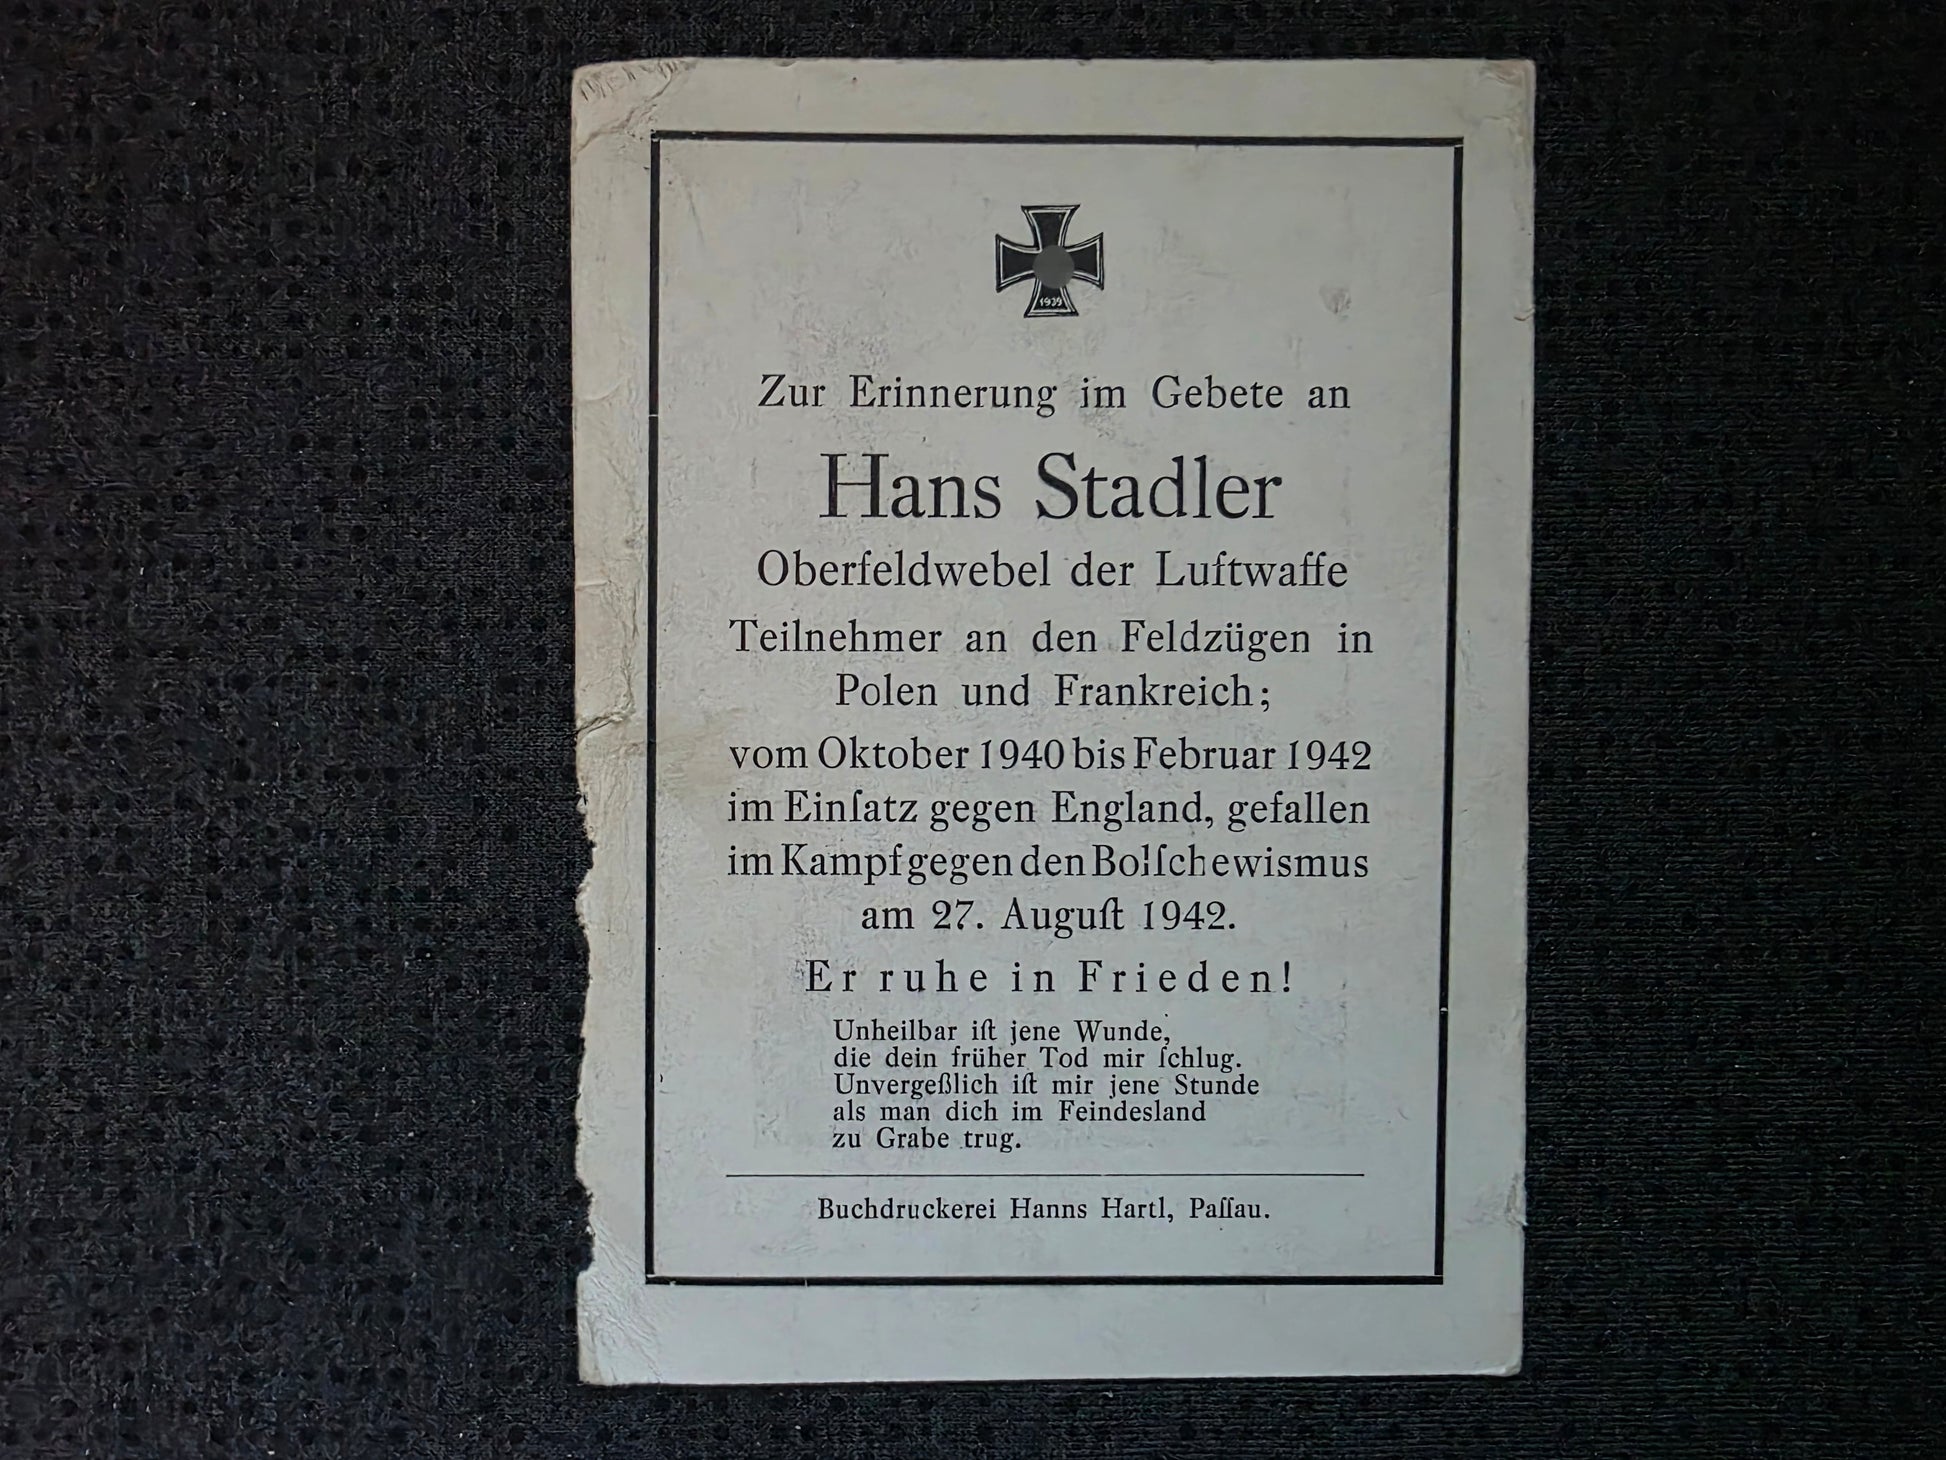 1939
Zur Erinnerung im Gebete an
Hans Stadler
Oberfeldwebel der Luftwaffe
Teilnehmer an den Feldzügen in
Polen und Frankreich;
vom Oktober 1940 bis Februar 1942
im Einſatz gegen England, gefallen
im Kampf gegen den Bolſchewismus
am 27. Auguſt 1942.
Er ruhe in Frieden!
Unheilbar iſt jene Wunde,
die dein früher Tod mir ſchlug.
Unvergeßlich iſt mir jene Stunde
als man dich im Feindesland
zu Grabe trug.
Buchdruckerei Hanns Hartl, Paſſau.